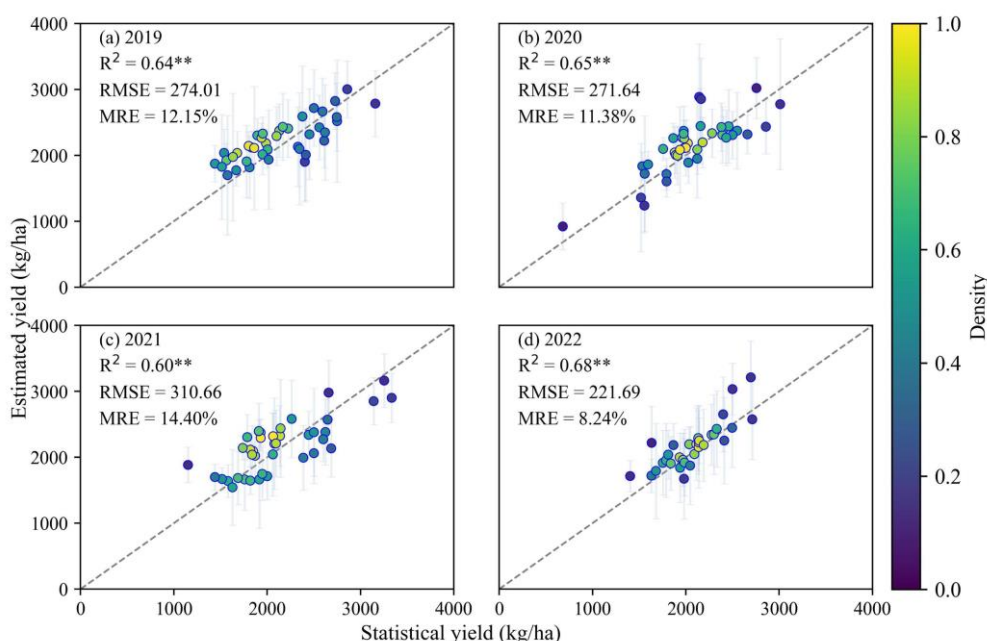 (a) 2019
R² = 0.64**
RMSE = 274.01
MRE = 12.15%
(b) 2020
R² = 0.65**
RMSE = 271.64
MRE = 11.38%
4000
3000
2000
1000
0
(c) 2021
R² = 0.60**
RMSE = 310.66
MRE = 14.40%
(d) 2022
R² = 0.68**
RMSE = 221.69
MRE = 8.24%
4000
3000
2000
1000
0
0 1000 2000 3000 4000
0 1000 2000 3000 4000
Estimated yield (kg/ha)
Statistical yield (kg/ha)
1.0
0.8
0.6
0.4
0.2
0.0
Density